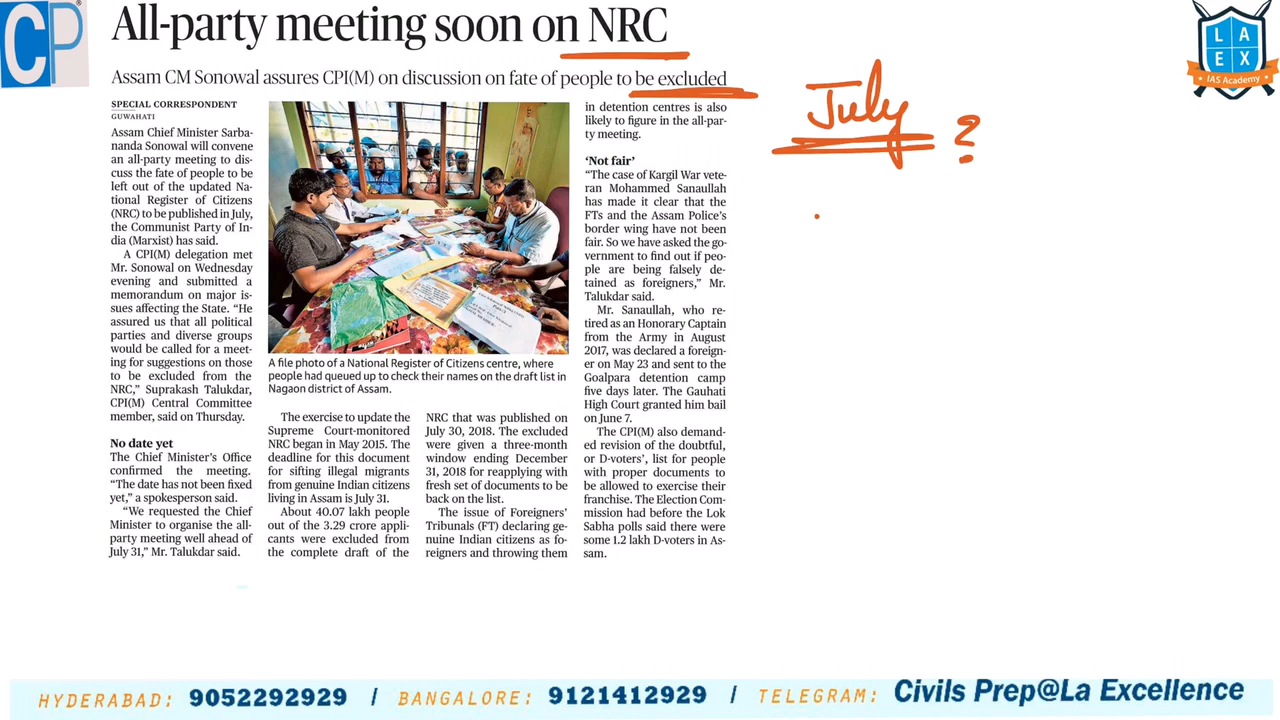 CP
All-party meeting soon on NRC
Assam CM Sonowal assures CPI(M) on discussion on fate of people to be excluded
SPECIAL CORRESPONDENT
GUWAHATI
Assam Chief Minister Sarba-
nanda Sonowal will convene
an all-party meeting to dis-
cuss the fate of people to be
left out of the updated Na-
tional Register of Citizens
(NRC) to be published in July,
the Communist Party of In-
dia (Marxist) has said.
A CPI(M) delegation met
Mr. Sonowal on Wednesday
evening and submitted a
memorandum on major is-
sues affecting the State. “He
assured us that all political
parties and diverse groups
would be called for a meet-
ing for suggestions on those
to be excluded from the
NRC,” Suprakash Talukdar,
CPI(M) Central Committee
member, said on Thursday.
No date yet
The Chief Minister’s Office
confirmed the meeting.
“The date has not been fixed
yet,” a spokesperson said.
“We requested the Chief
Minister to organise the all-
party meeting well ahead of
July 31,” Mr. Talukdar said.
A file photo of a National Register of Citizens centre, where
people had queued up to check their names on the draft list in
Nagaon district of Assam.
The exercise to update the
Supreme Court-monitored
NRC began in May 2015. The
deadline for this document
for sifting illegal migrants
from genuine Indian citizens
living in Assam is July 31.
About 40.07 lakh people
out of the 3.29 crore appli-
cants were excluded from
the complete draft of the
NRC that was published on
July 30, 2018. The excluded
were given a three-month
window ending December
31, 2018 for reapplying with
fresh set of documents to be
back on the list.
The issue of Foreigners’
Tribunals (FT) declaring ge-
nuine Indian citizens as fo-
reigners and throwing them
in detention centres is also
likely to figure in the all-par-
ty meeting.
‘Not fair’
“The case of Kargil War vete-
ran Mohammed Sanaullah
has made it clear that the
FTs and the Assam Police’s
border wing have not been
fair. So we have asked the go-
vernment to find out if peo-
ple are being falsely de-
tained as foreigners,” Mr.
Talukdar said.
Mr. Sanaullah, who re-
tired as an Honorary Captain
from the Army in August
2017, was declared a foreign-
er on May 23 and sent to the
Goalpara detention camp
five days later. The Gauhati
High Court granted him bail
on June 7.
The CPI(M) also demand-
ed revision of the doubtful,
or D-voters’, list for people
with proper documents to
be allowed to exercise their
franchise. The Election Com-
mission had before the Lok
Sabha polls said there were
some 1.2 lakh D-voters in As-
sam.
July ?
L A
E X
IAS Academy
HYDERABAD: 9052292929 / BANGALORE: 9121412929 / TELEGRAM: Civils Prep@La Excellence